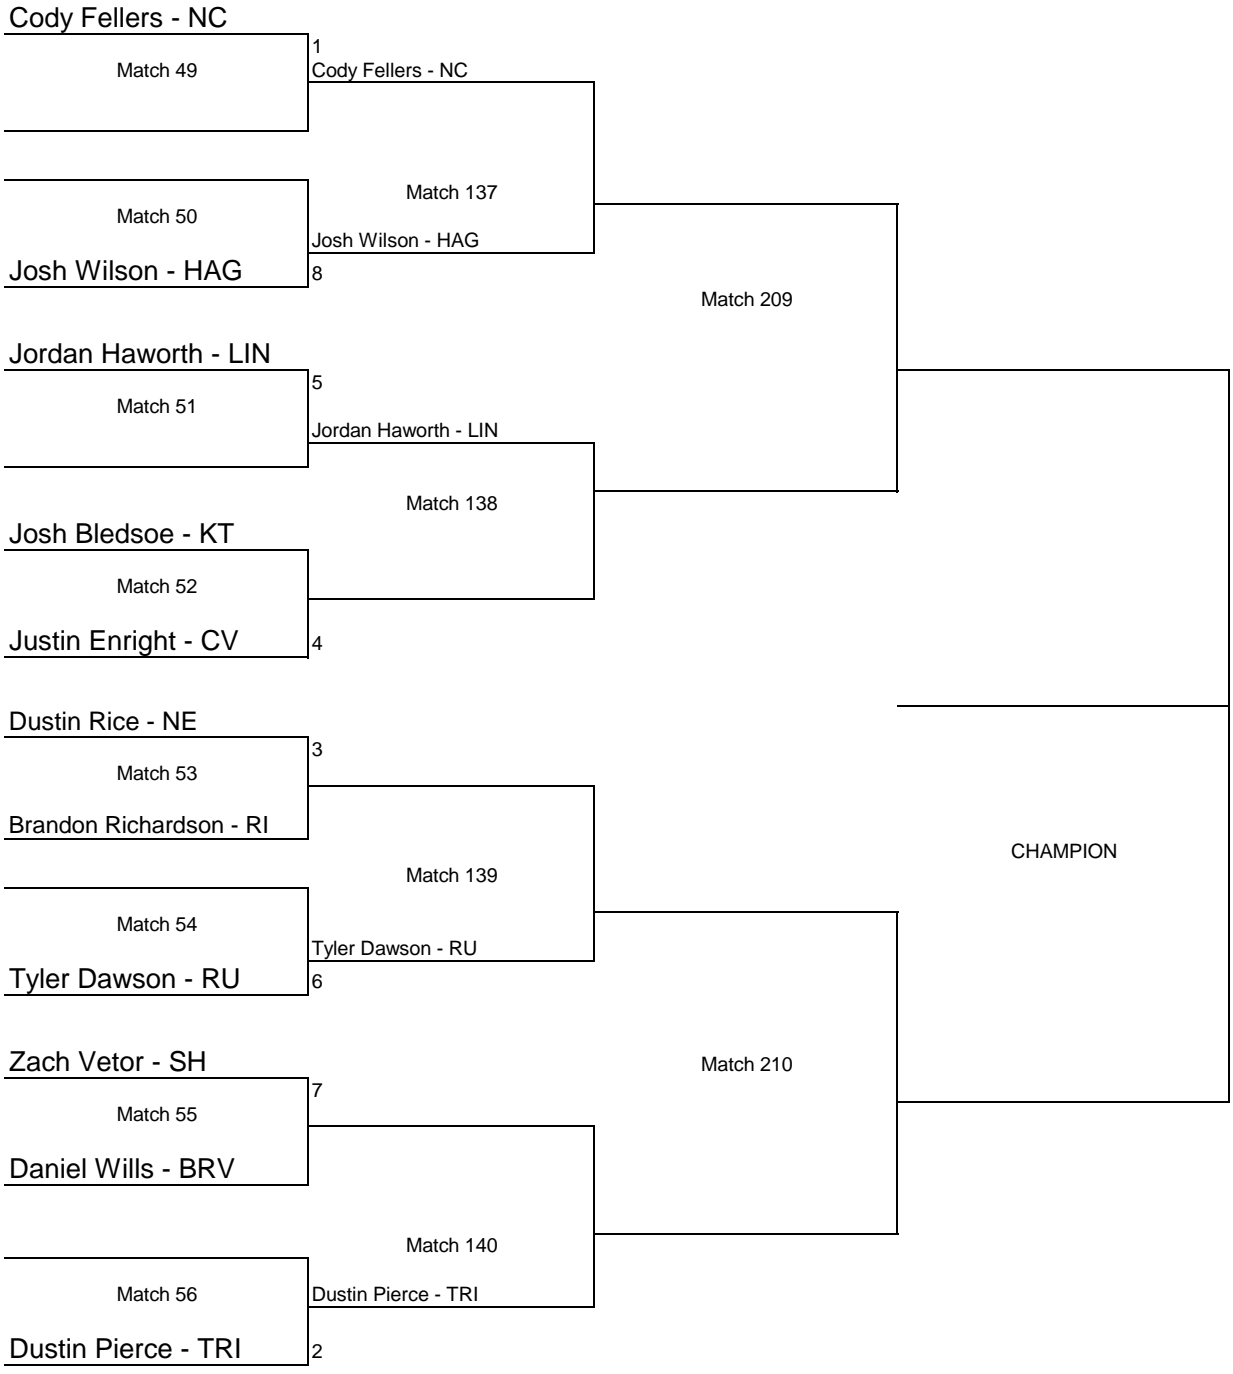 Cody Fellers - NC
1
Match 49
Cody Fellers - NC
Match 137
Match 50
Josh Wilson - HAG
Josh Wilson - HAG
8
Match 209
Jordan Haworth - LIN
5
Match 51
Jordan Haworth - LIN
Match 138
Josh Bledsoe - KT
Match 52
Justin Enright - CV
4
Dustin Rice - NE
3
Match 53
Brandon Richardson - RI
CHAMPION
Match 139
Match 54
Tyler Dawson - RU
Tyler Dawson - RU
6
Zach Vetor - SH
Match 210
7
Match 55
Daniel Wills - BRV
Match 140
Match 56
Dustin Pierce - TRI
Dustin Pierce - TRI
2